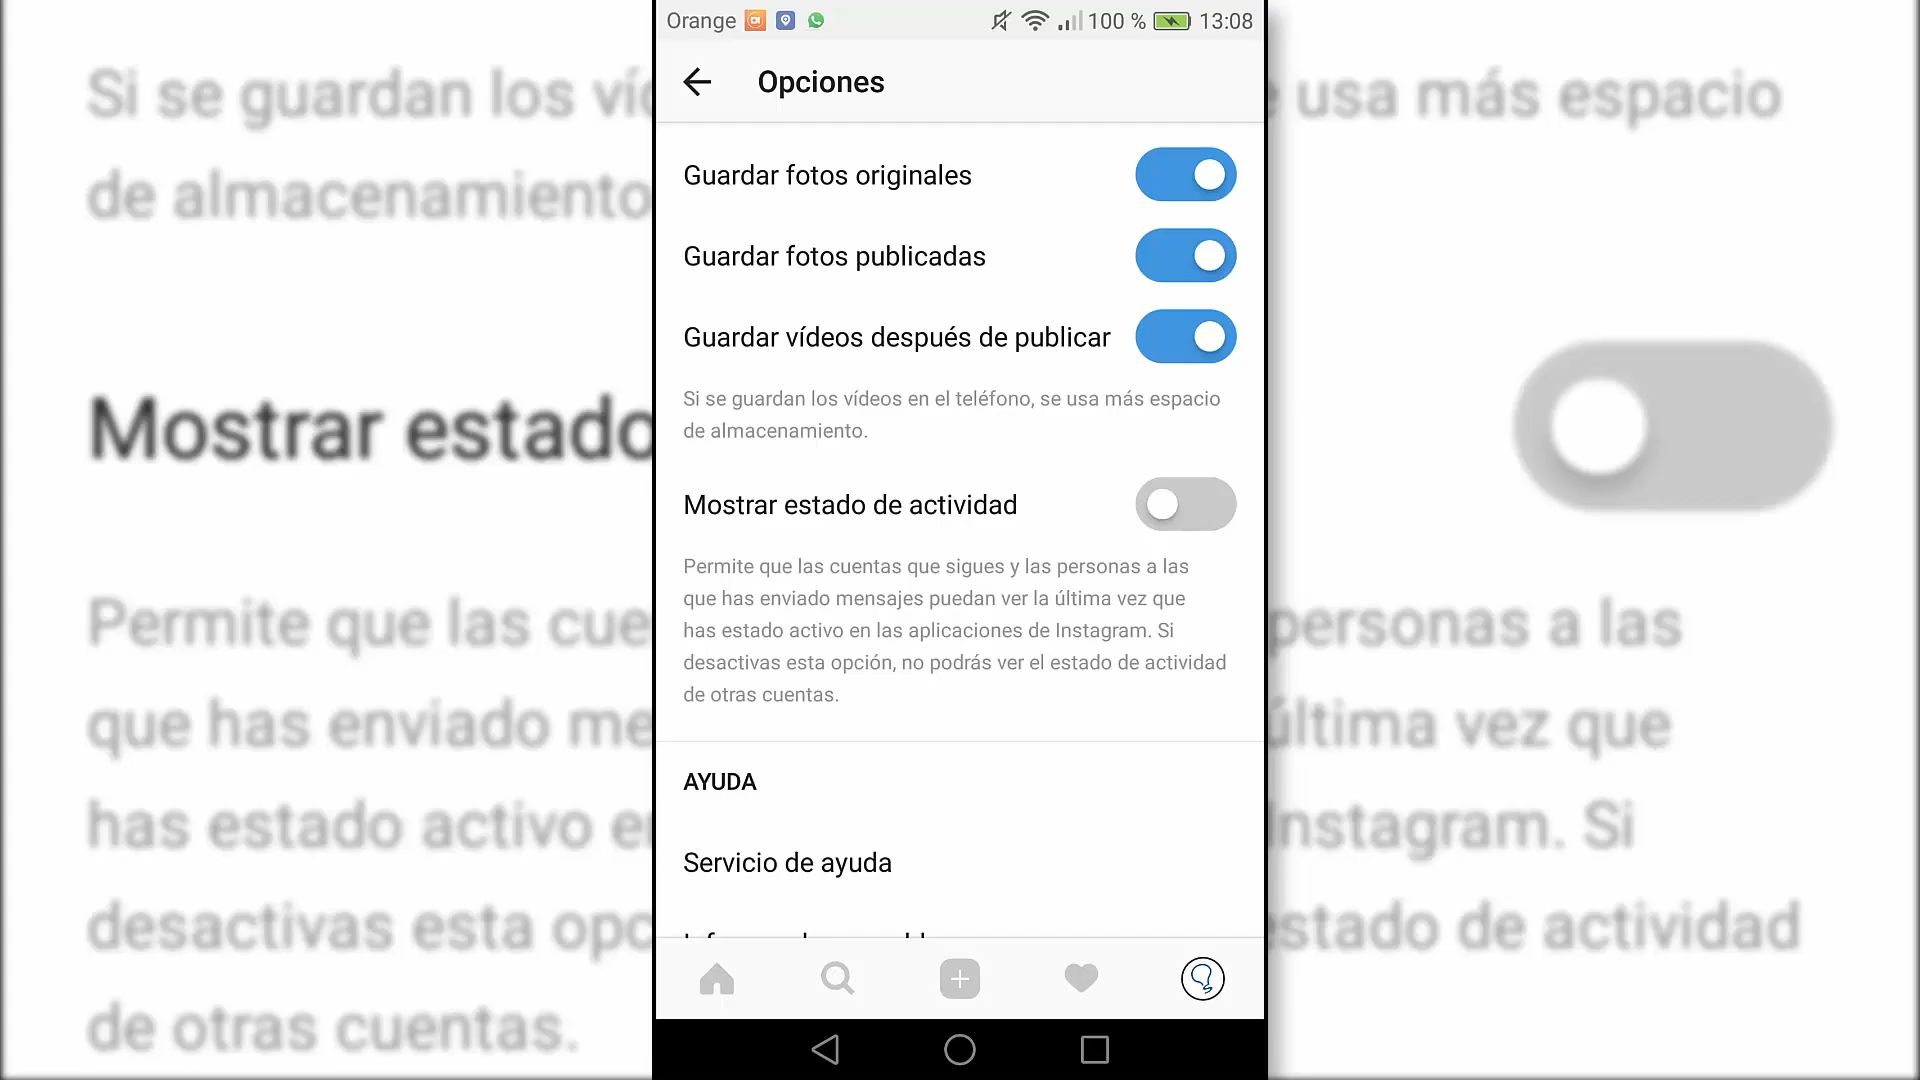 Orange 100 % 13:08
Opciones
Guardar fotos originales
Guardar fotos publicadas
Guardar vídeos después de publicar
Si se guardan los vídeos en el teléfono, se usa más espacio
de almacenamiento.
Mostrar estado de actividad
Permite que las cuentas que sigues y las personas a las
que has enviado mensajes puedan ver la última vez que
has estado activo en las aplicaciones de Instagram. Si
desactivas esta opción, no podrás ver el estado de actividad
de otras cuentas.
AYUDA
Servicio de ayuda
Si se guardan los
usa más espacio
de almacenamiento
Mostrar estado
Permite que las
personas a las
que has enviado
última vez que
has estado activo
Instagram. Si
desactivas esta
estado de actividad
de otras cuentas.